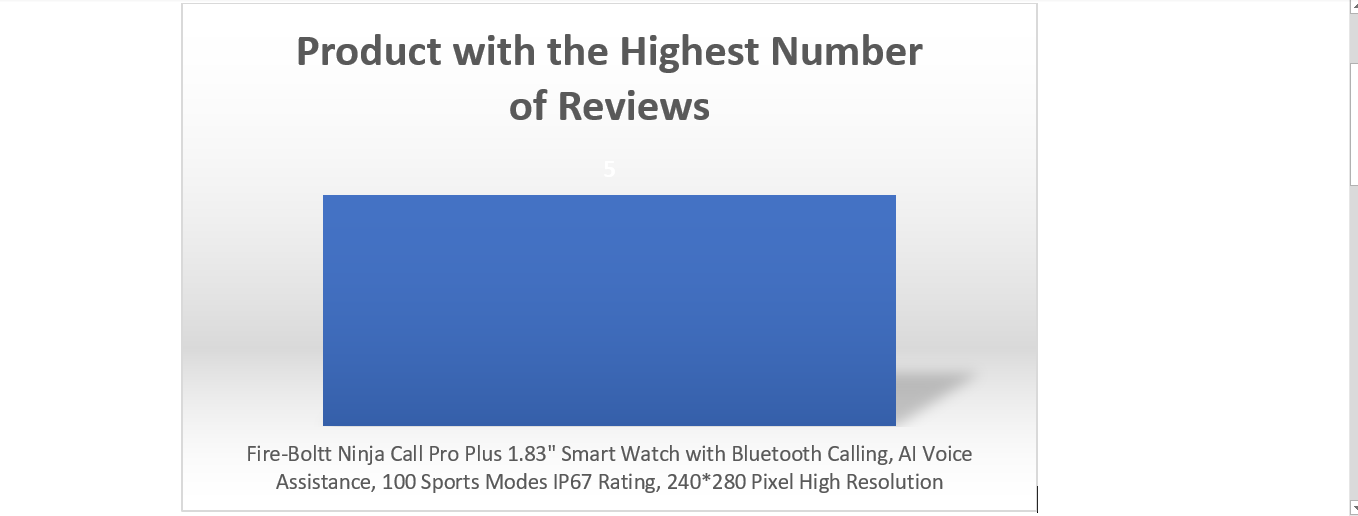 Product with the Highest Number
of Reviews
5
Fire-Boltt Ninja Call Pro Plus 1.83" Smart Watch with Bluetooth Calling, AI Voice
Assistance, 100 Sports Modes IP67 Rating, 240*280 Pixel High Resolution